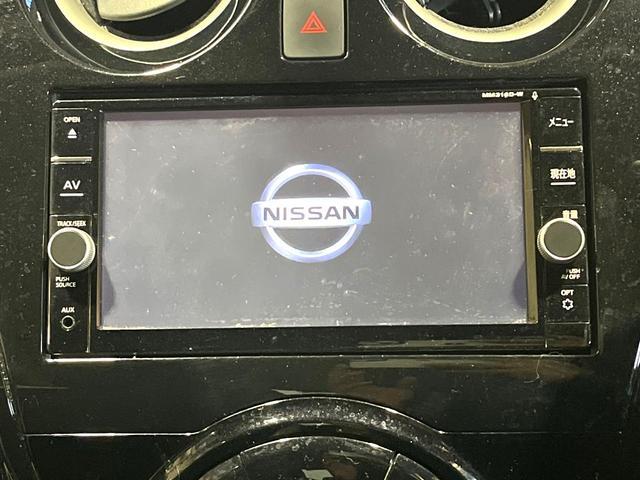 MM316D-W
OPEN
メニュー
AV
現在地
NISSAN
TRACK/SEEK
音量
PUSH
SOURCE
PUSH
AV OFF
AUX
OPT